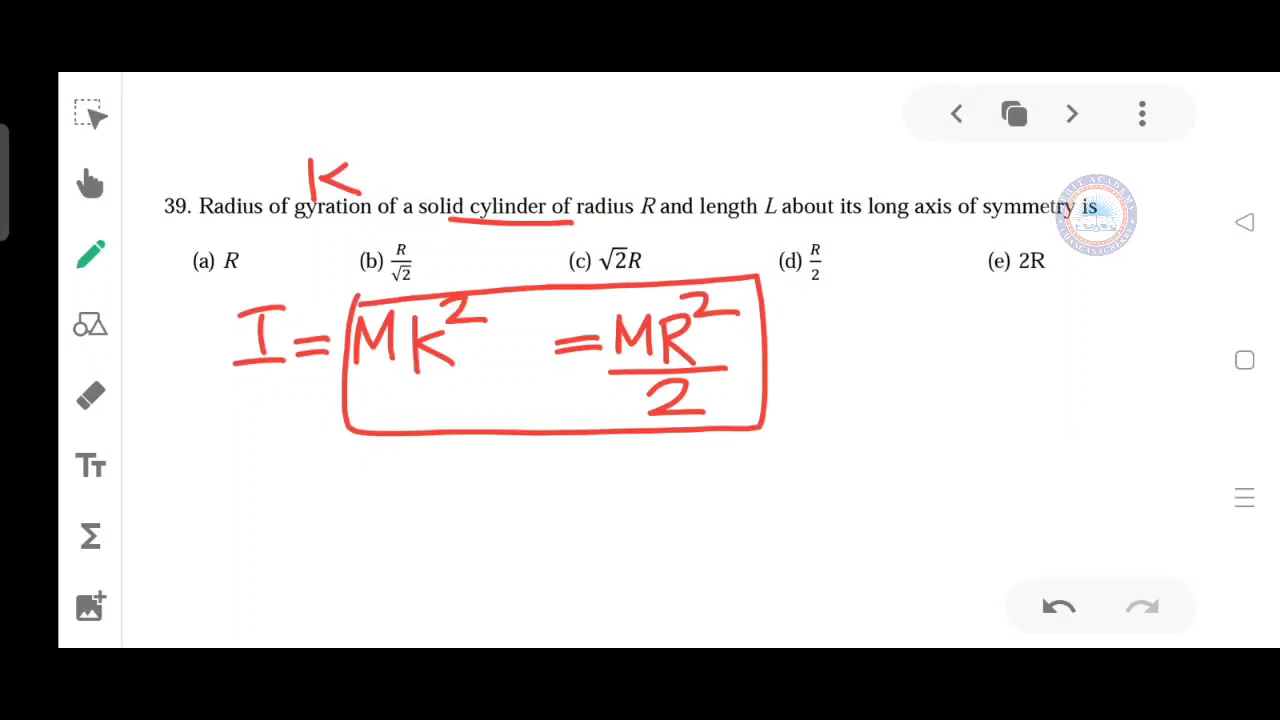 K
39. Radius of gyration of a solid cylinder of radius R and length L about its long axis of symmetry is
(a) R (b) R/√2 (c) √2R (d) R/2 (e) 2R
I = MK² = MR²/2
Tт
Σ